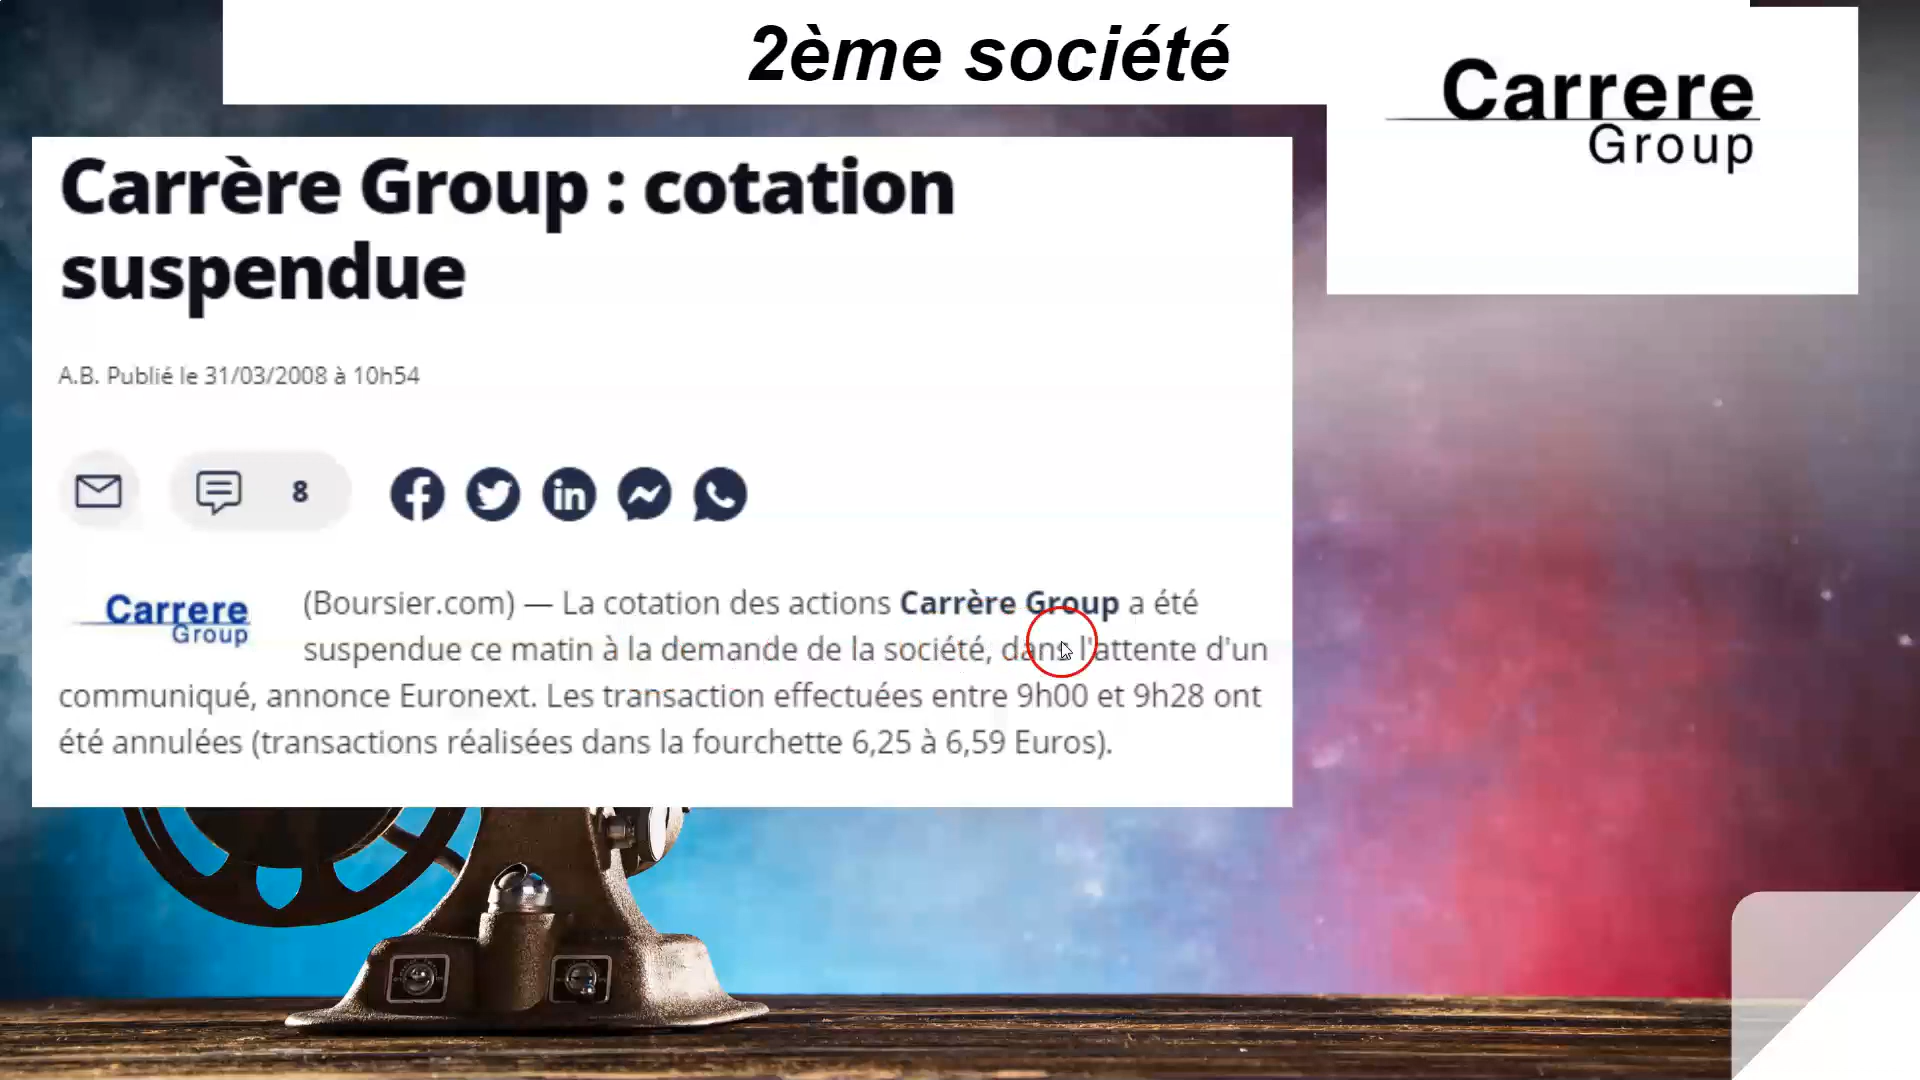 2ème société
Carrere
Group
Carrère Group : cotation
suspendue
A.B. Publié le 31/03/2008 à 10h54
8
Carrere
Group
(Boursier.com) — La cotation des actions Carrère Group a été
suspendue ce matin à la demande de la société, dans l'attente d'un
communiqué, annonce Euronext. Les transaction effectuées entre 9h00 et 9h28 ont
été annulées (transactions réalisées dans la fourchette 6,25 à 6,59 Euros).